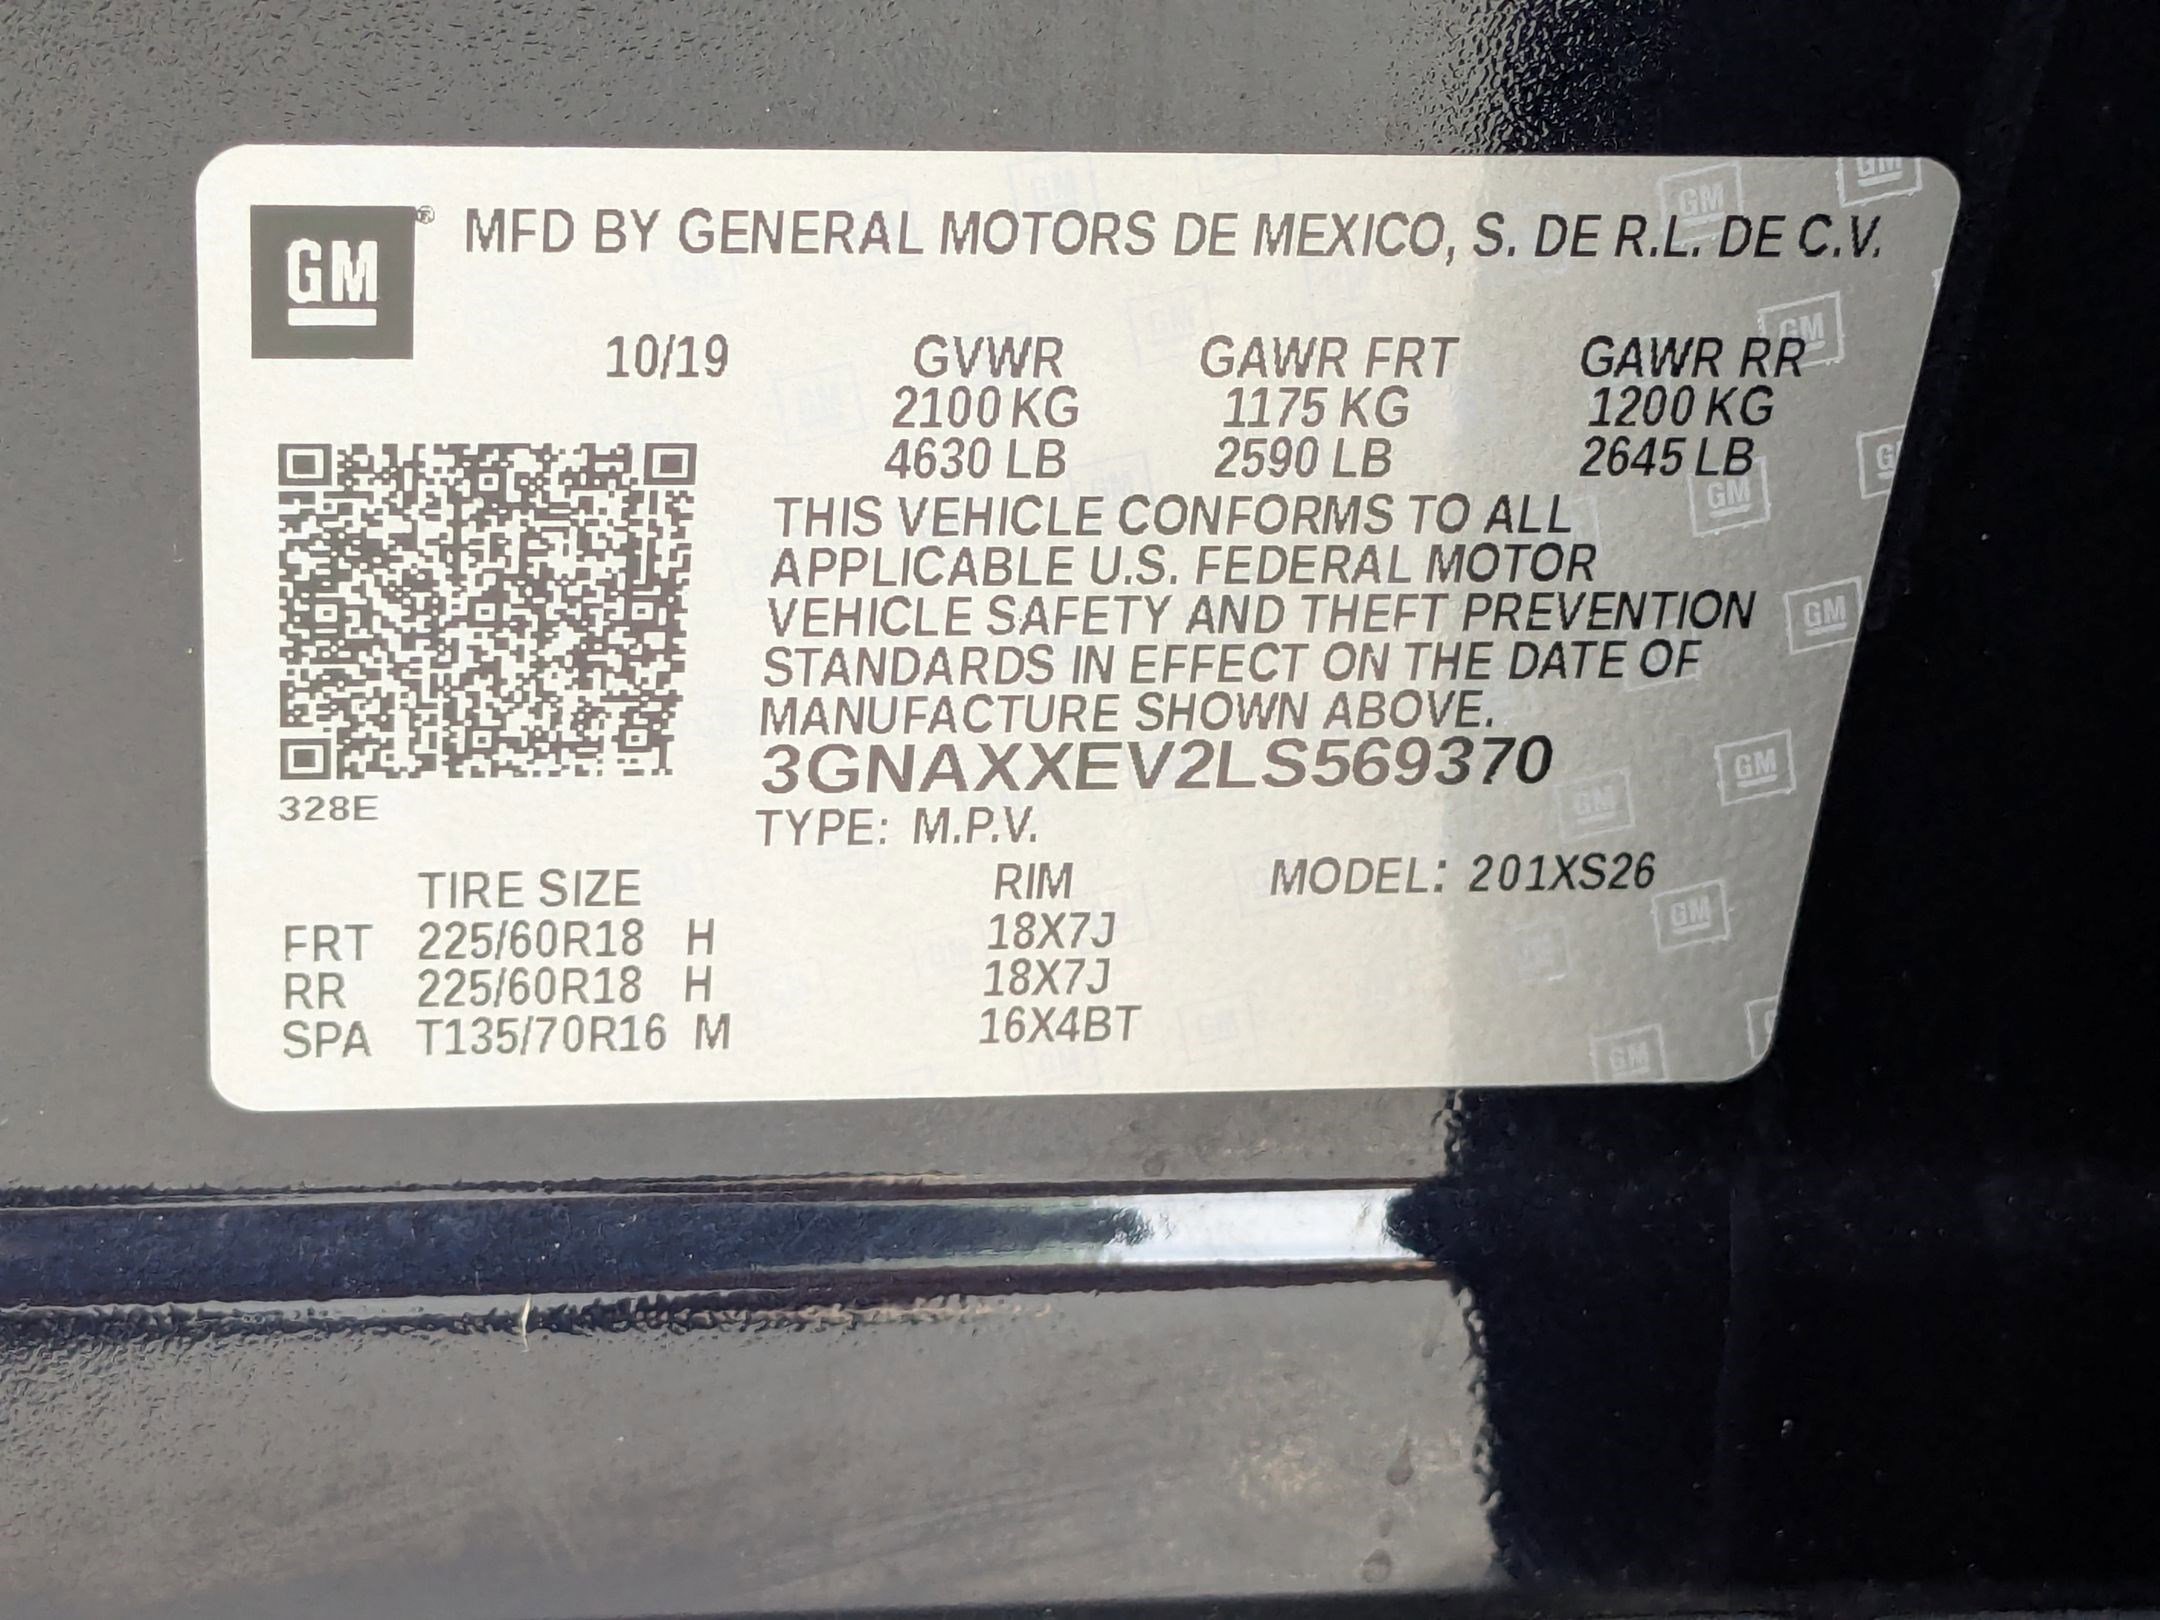 GM ® MFD BY GENERAL MOTORS DE MEXICO, S. DE R.L. DE C.V.
10/19 GVWR GAWR FRT GAWR RR
2100 KG 1175 KG 1200 KG
4630 LB 2590 LB 2645 LB
THIS VEHICLE CONFORMS TO ALL
APPLICABLE U.S. FEDERAL MOTOR
VEHICLE SAFETY AND THEFT PREVENTION
STANDARDS IN EFFECT ON THE DATE OF
MANUFACTURE SHOWN ABOVE.
3GNAXXEV2LS569370
328E
TYPE: M.P.V.
TIRE SIZE RIM MODEL: 201XS26
FRT 225/60R18 H 18X7J
RR 225/60R18 H 18X7J
SPA T135/70R16 M 16X4BT